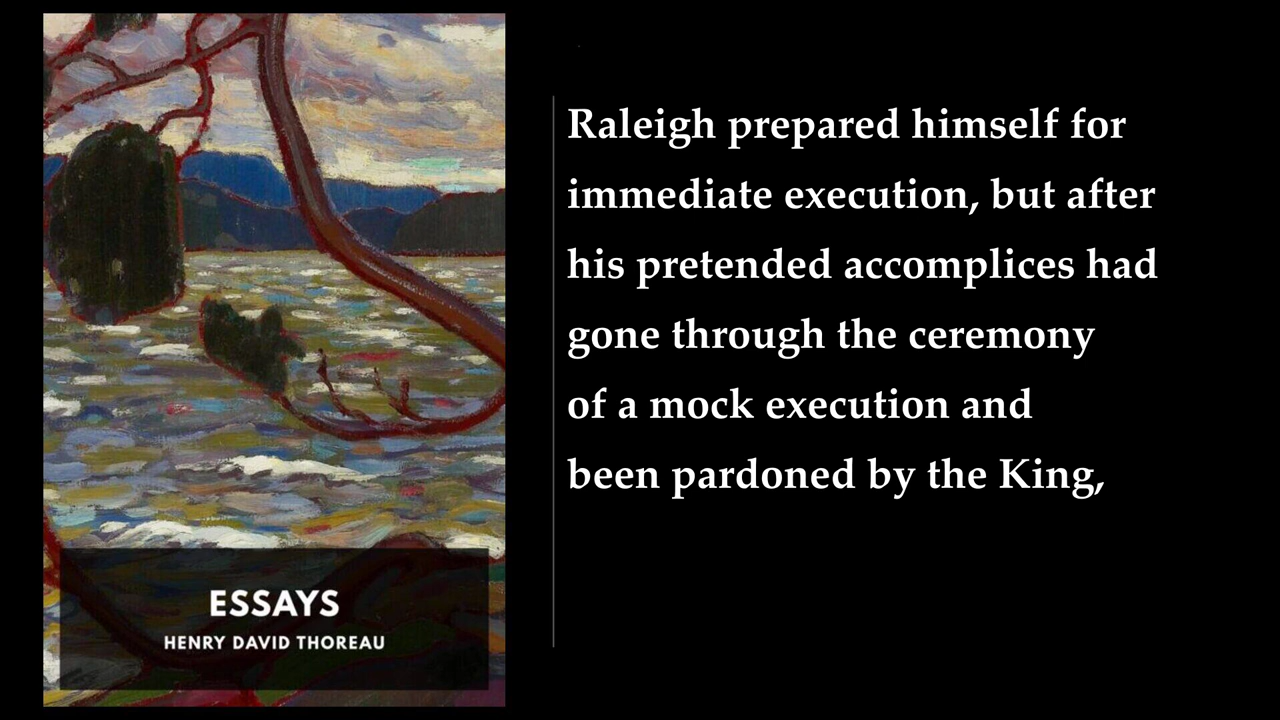 Raleigh prepared himself for
immediate execution, but after
his pretended accomplices had
gone through the ceremony
of a mock execution and
been pardoned by the King,
ESSAYS
HENRY DAVID THOREAU